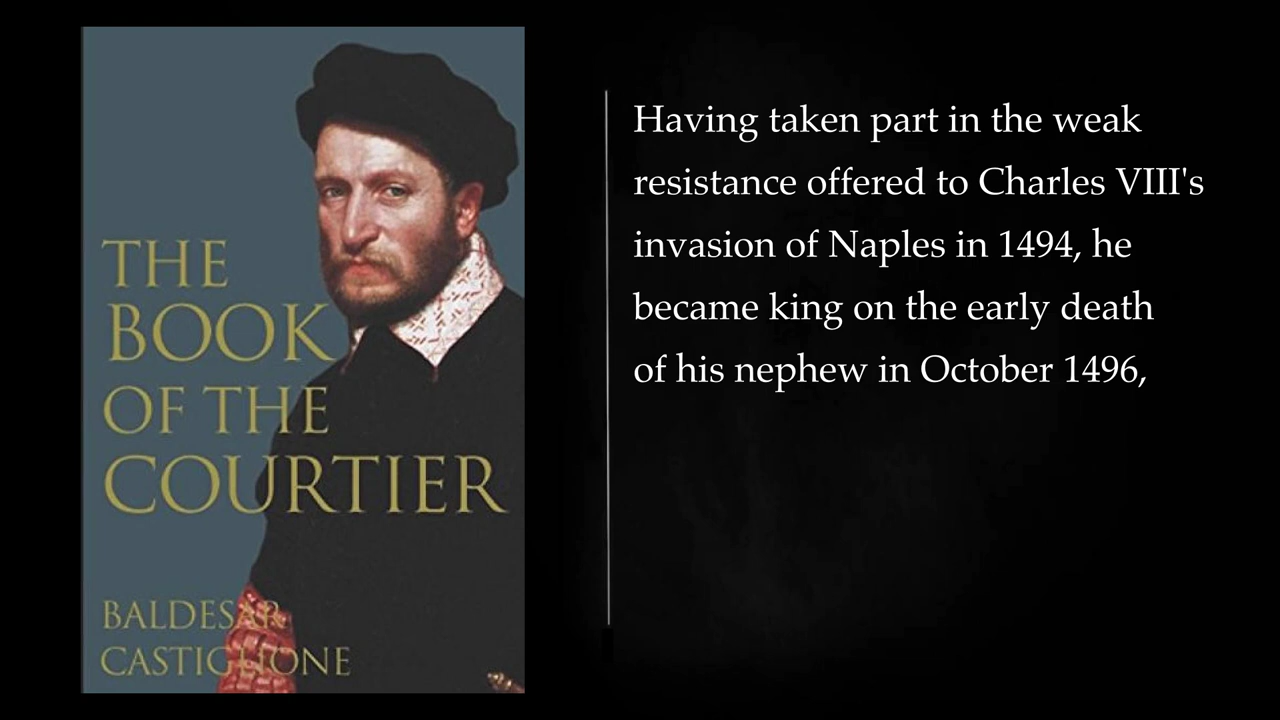 THE
BOOK
OF THE
COURTIER
BALDESAR
CASTIGLIONE
Having taken part in the weak
resistance offered to Charles VIII's
invasion of Naples in 1494, he
became king on the early death
of his nephew in October 1496,